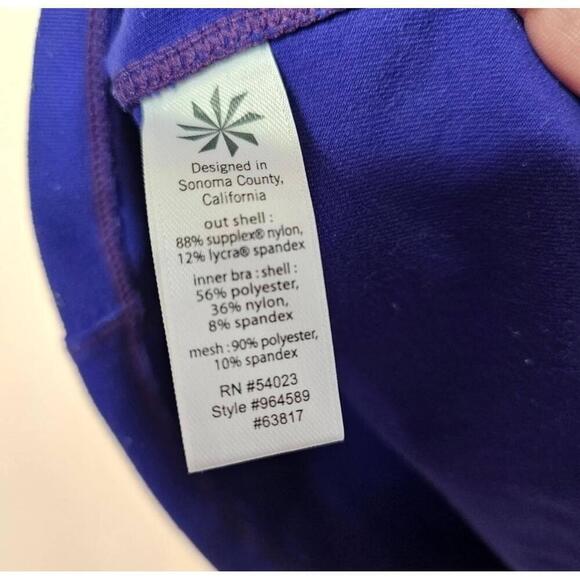 Designed in
Sonoma County,
California
out shell :
88% supplex® nylon,
12% lycra® spandex
inner bra : shell :
56% polyester,
36% nylon,
8% spandex
mesh : 90% polyester,
10% spandex
RN #54023
Style #964589
#63817